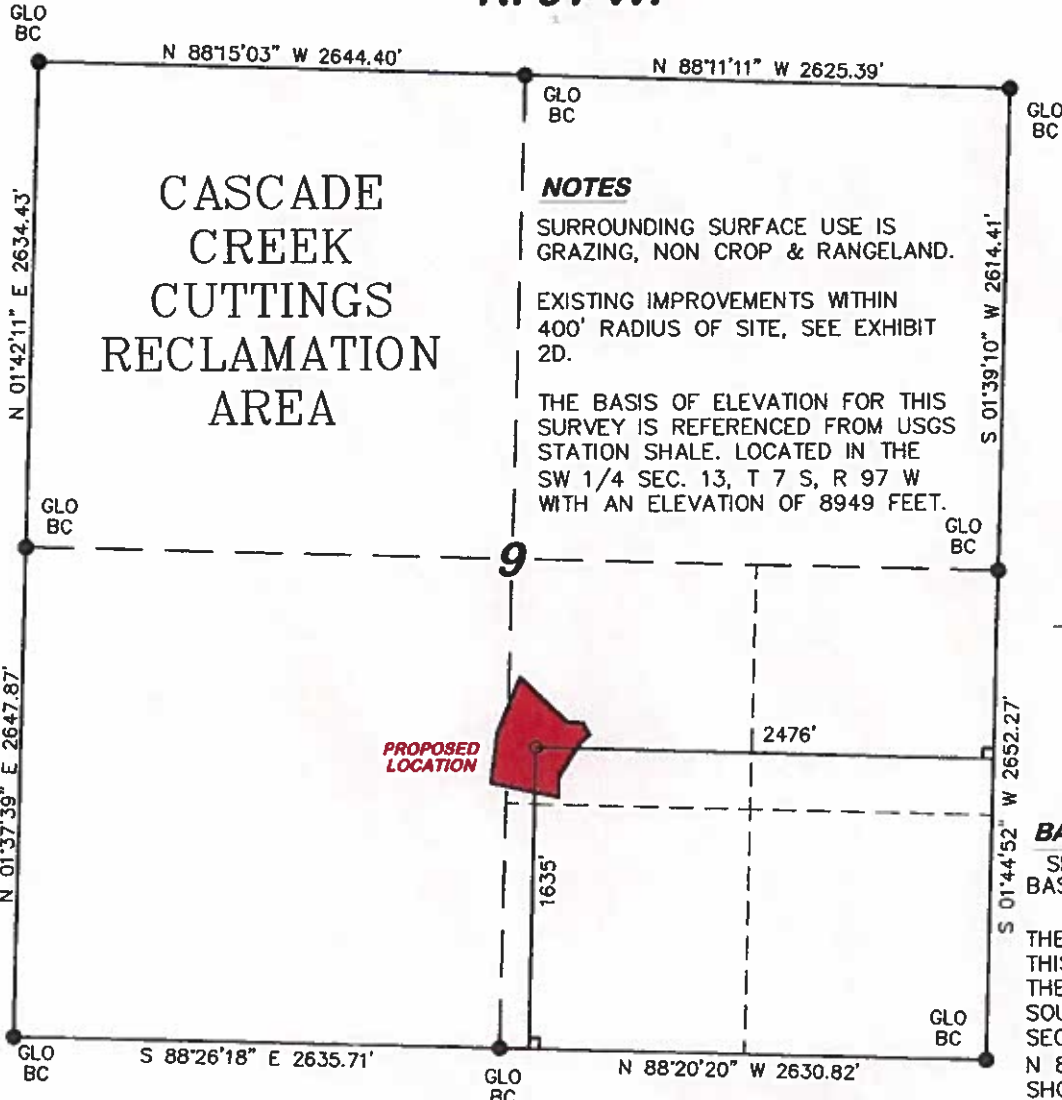 GLO
BC
N 88°15'03" W 2644.40'
N 88°11'11" W 2625.39'
GLO
BC
GLO
BC
CASCADE
CREEK
CUTTINGS
RECLAMATION
AREA
NOTES
SURROUNDING SURFACE USE IS
GRAZING, NON CROP & RANGELAND.
EXISTING IMPROVEMENTS WITHIN
400' RADIUS OF SITE, SEE EXHIBIT
2D.
THE BASIS OF ELEVATION FOR THIS
SURVEY IS REFERENCED FROM USGS
STATION SHALE. LOCATED IN THE
SW 1/4 SEC. 13, T 7 S, R 97 W
WITH AN ELEVATION OF 8949 FEET.
N 01°42'11" E 2634.43'
S 01°39'10" W 2614.41'
GLO
BC
GLO
BC
9
N 01°37'39" E 2647.87'
PROPOSED
LOCATION
2476'
1635'
S 01°44'52" W 2652.27'
THE
GLO
BC
N 8
GLO
BC
S 88°26'18" E 2635.71'
GLO
BC
N 88°20'20" W 2630.82'